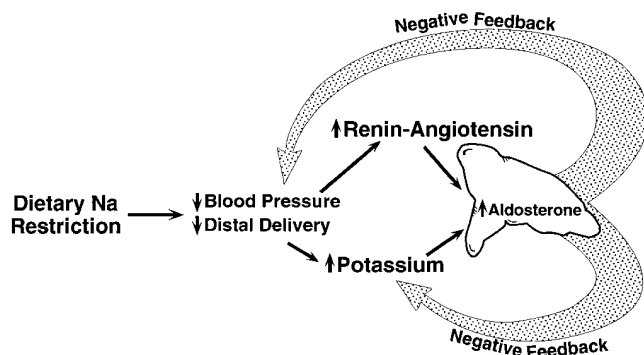 Negative Feedback
↑Renin-Angiotensin
Dietary Na
Restriction
↓Blood Pressure
↓Distal Delivery
↑Aldosterone
↑Potassium
Negative Feedback